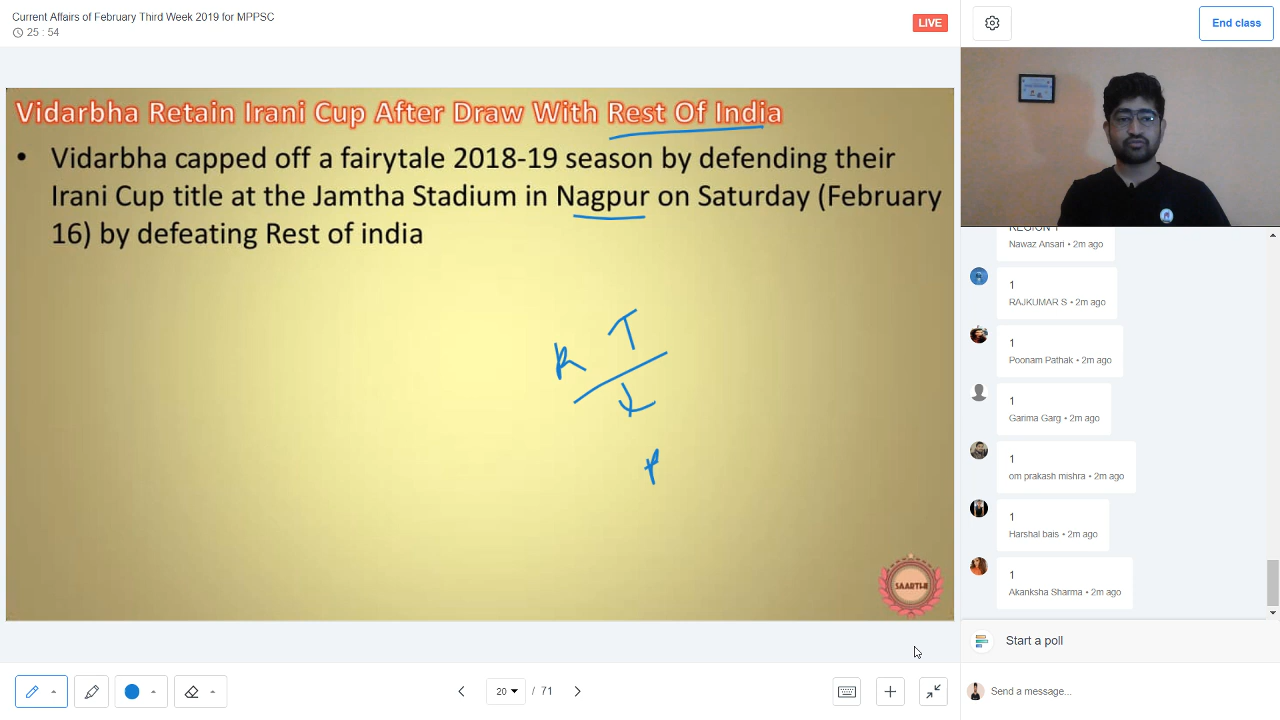 Current Affairs of February Third Week 2019 for MPPSC
25 : 54
LIVE
End class
Vidarbha Retain Irani Cup After Draw With Rest Of India
• Vidarbha capped off a fairytale 2018-19 season by defending their
Irani Cup title at the Jamtha Stadium in Nagpur on Saturday (February
16) by defeating Rest of india
R T
SAARTHI
Nawaz Ansari • 2m ago
1
RAJKUMAR S • 2m ago
1
Poonam Pathak • 2m ago
1
Garima Garg • 2m ago
1
om prakash mishra • 2m ago
1
Harshal bais • 2m ago
1
Akanksha Sharma • 2m ago
Start a poll
20 / 71
Send a message...